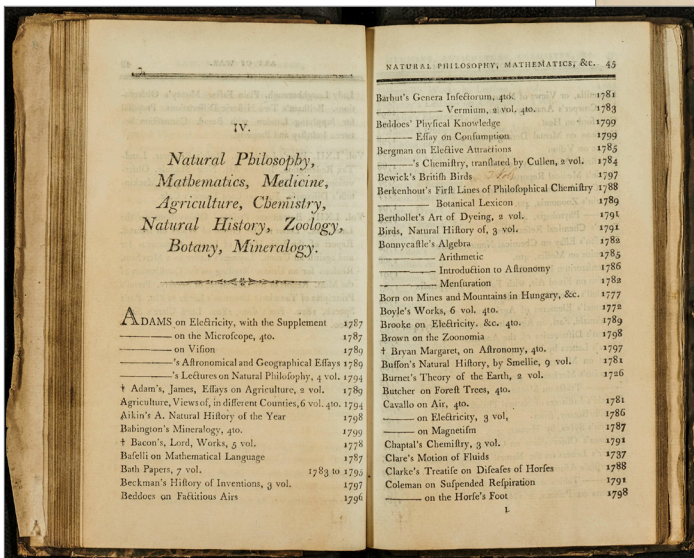 IV.
Natural Philosophy,
Mathematics, Medicine,
Agriculture, Chemistry,
Natural History, Zoology,
Botany, Mineralogy.
ADAMS on Electricity, with the Supplement 1787
——— on the Microscope, 4to. 1787
——— on Vision 1789
———'s Astronomical and Geographical Essays 1789
———'s Lectures on Natural Philosophy, 4 vol. 1794
† Adam's, James, Essays on Agriculture, 2 vol. 1789
Agriculture, Views of, in different Counties, 6 vol. 4to. 1794
Aikin's A. Natural History of the Year 1798
Babington's Mineralogy, 4to. 1799
† Bacon's, Lord, Works, 5 vol. 1778
Baselli on Mathematical Language 1787
Bath Papers, 7 vol. 1783 to 1795
Beckman's History of Inventions, 3 vol. 1797
Beddoes on Factitious Airs 1796
NATURAL PHILOSOPHY, MATHEMATICS, &c. 45
Barbut's Genera Insectorum, 4to. 1781
——— Vermium, 2 vol. 4to. 1783
Beddoes' Physical Knowledge 1799
——— Essay on Consumption 1799
Bergman on Elective Attractions 1785
———'s Chemistry, translated by Cullen, 2 vol. 1784
Bewick's British Birds 1797
Berkenhout's First Lines of Philosophical Chemistry 1788
——— Botanical Lexicon 1789
Berthollet's Art of Dyeing, 2 vol. 1791
Birds, Natural History of, 3 vol. 1791
Bonnycastle's Algebra 1782
——— Arithmetic 1785
——— Introduction to Astronomy 1786
——— Mensuration 1782
Born on Mines and Mountains in Hungary, &c. 1777
Boyle's Works, 6 vol. 4to. 1772
Brooke on Electricity. &c. 4to. 1789
Brown on the Zoonomia 1798
† Bryan Margaret, on Astronomy, 4to. 1797
Buffon's Natural History, by Smellie, 9 vol. 1781
Burnet's Theory of the Earth, 2 vol. 1726
Butcher on Forest Trees, 4to.
Cavallo on Air, 4to. 1781
——— on Electricity, 3 vol, 1786
——— on Magnetism 1787
Chaptal's Chemistry, 3 vol. 1791
Clare's Motion of Fluids 1737
Clarke's Treatise on Diseases of Horses 1788
Coleman on Suspended Respiration 1791
——— on the Horse's Foot 1798
L